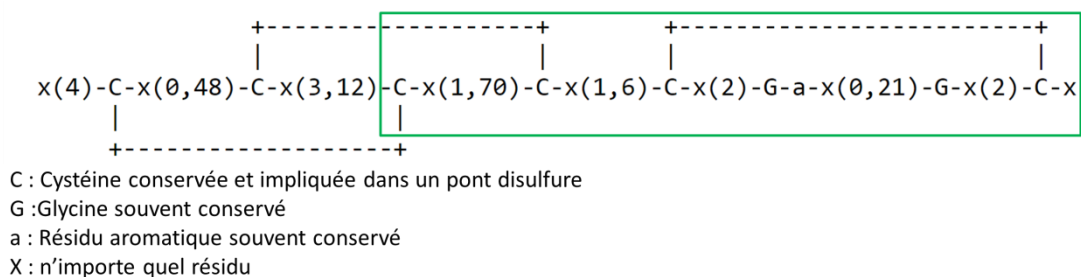 +-------------------+ +-------------------------+
| | | |
x(4)-C-x(0,48)-C-x(3,12)-C-x(1,70)-C-x(1,6)-C-x(2)-G-a-x(0,21)-G-x(2)-C-x
| |
+-------------------+
C : Cystéine conservée et impliquée dans un pont disulfure
G :Glycine souvent conservé
a : Résidu aromatique souvent conservé
X : n’importe quel résidu